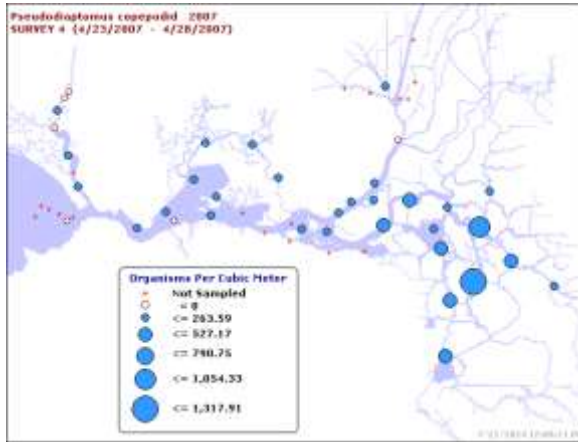 Pseudodiaptomus copepodid 2007
SURVEY 4 (4/23/2007 - 4/28/2007)
Organisms Per Cubic Meter
Not Sampled
= 0
<= 263.59
<= 527.17
<= 790.75
<= 1,054.33
<= 1,317.91